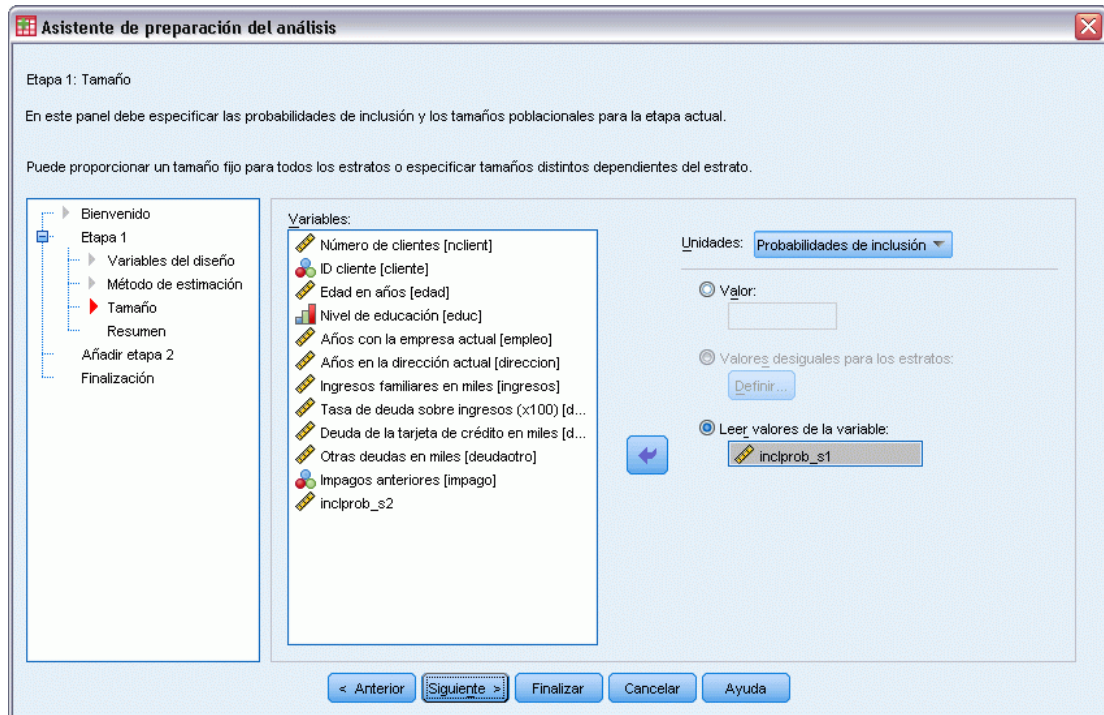 Asistente de preparación del análisis
Etapa 1: Tamaño
En este panel debe especificar las probabilidades de inclusión y los tamaños poblacionales para la etapa actual.
Puede proporcionar un tamaño fijo para todos los estratos o especificar tamaños distintos dependientes del estrato.
Bienvenido
Etapa 1
Variables del diseño
Método de estimación
Tamaño
Resumen
Añadir etapa 2
Finalización
Variables:
Número de clientes [nclient]
ID cliente [cliente]
Edad en años [edad]
Nivel de educación [educ]
Años con la empresa actual [empleo]
Años en la dirección actual [direccion]
Ingresos familiares en miles [ingresos]
Tasa de deuda sobre ingresos (x100) [d...
Deuda de la tarjeta de crédito en miles [d...
Otras deudas en miles [deudaotro]
Impagos anteriores [impago]
inclprob_s2
Unidades: Probabilidades de inclusión
Valor:
Valores desiguales para los estratos:
Definir...
Leer valores de la variable:
inclprob_s1
< Anterior Siguiente > Finalizar Cancelar Ayuda